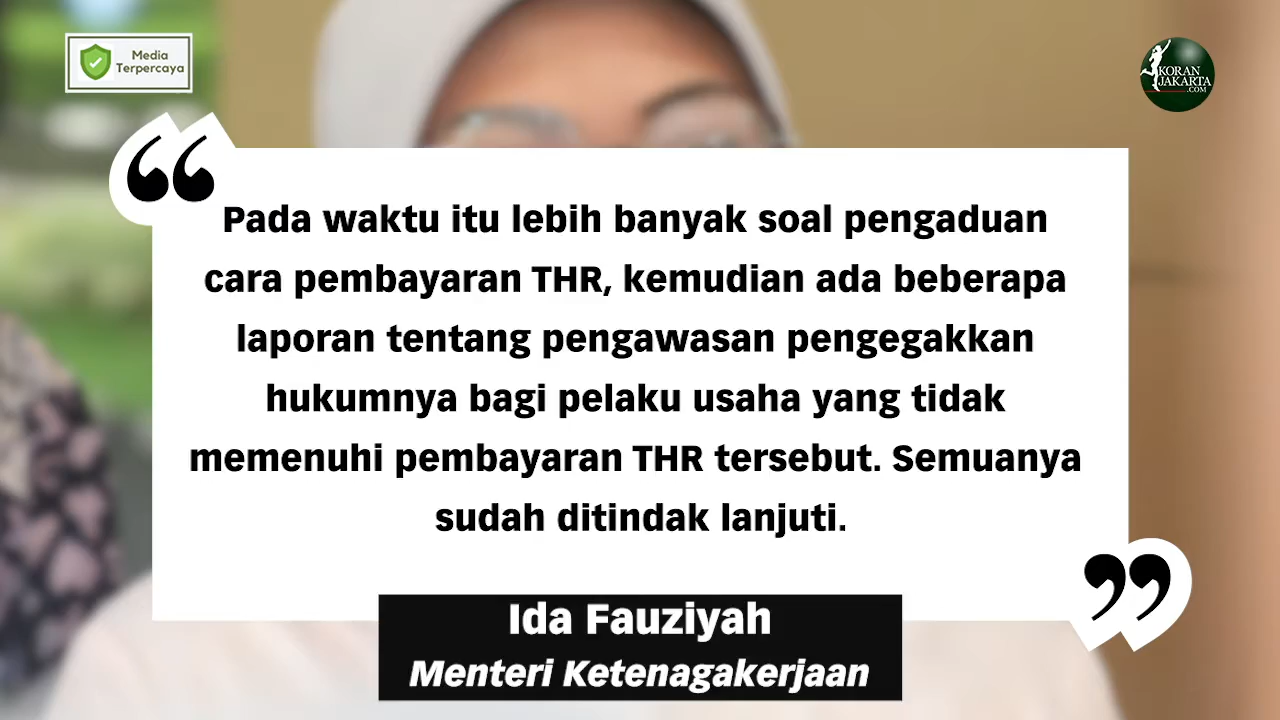 Media
Terpercaya
KORAN
JAKARTA
.COM
Pada waktu itu lebih banyak soal pengaduan
cara pembayaran THR, kemudian ada beberapa
laporan tentang pengawasan pengegakkan
hukumnya bagi pelaku usaha yang tidak
memenuhi pembayaran THR tersebut. Semuanya
sudah ditindak lanjuti.
Ida Fauziyah
Menteri Ketenagakerjaan